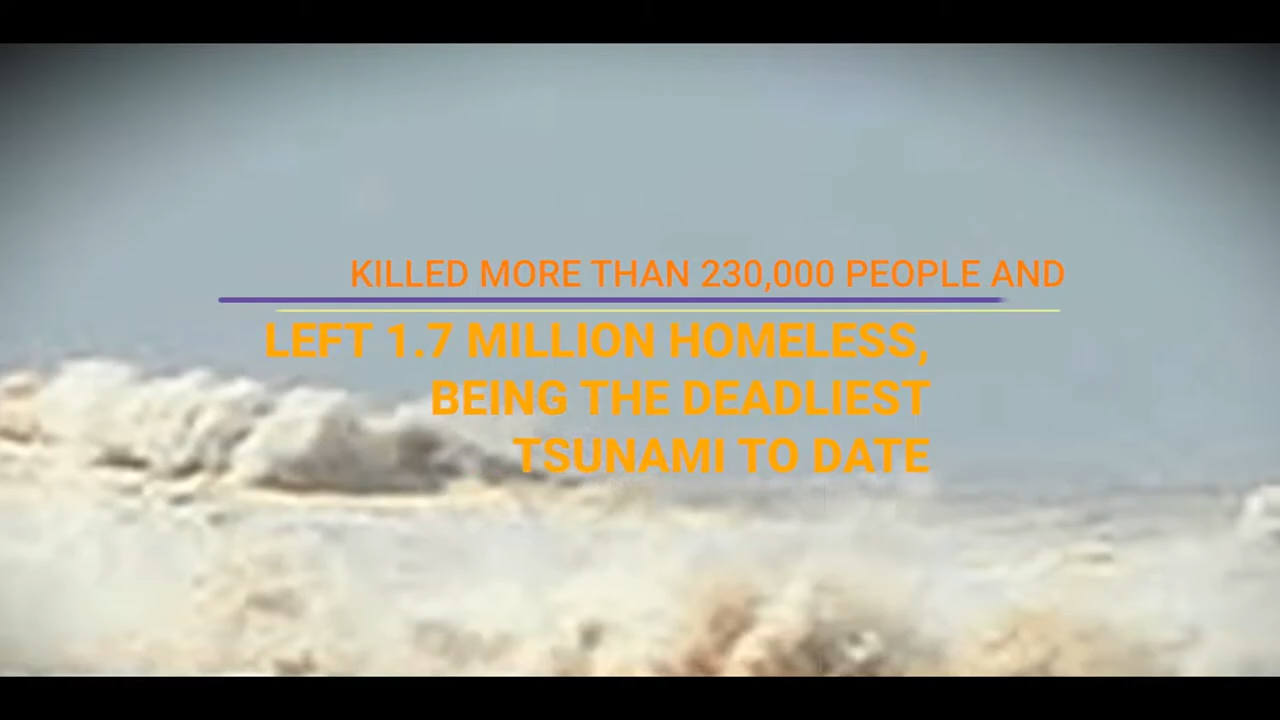 KILLED MORE THAN 230,000 PEOPLE AND
LEFT 1.7 MILLION HOMELESS,
BEING THE DEADLIEST
TSUNAMI TO DATE